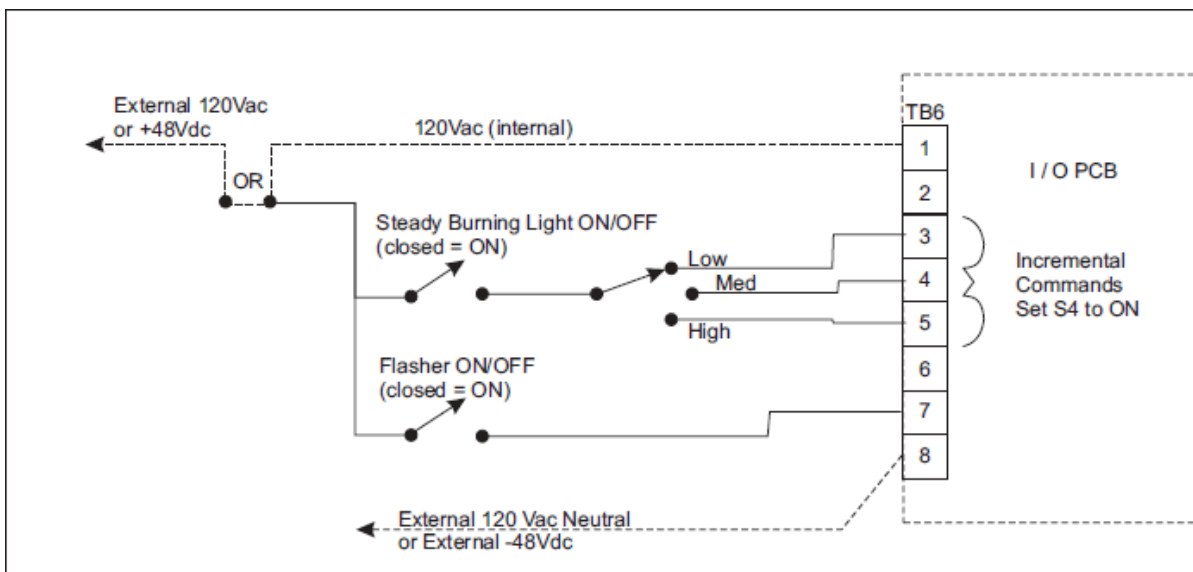 External 120Vac
or +48Vdc
120Vac (internal)
TB6
OR
1
I / O PCB
2
Steady Burning Light ON/OFF
(closed = ON)
3
Low
Incremental
Commands
Set S4 to ON
4
Med
5
High
Flasher ON/OFF
(closed = ON)
6
7
8
External 120 Vac Neutral
or External -48Vdc